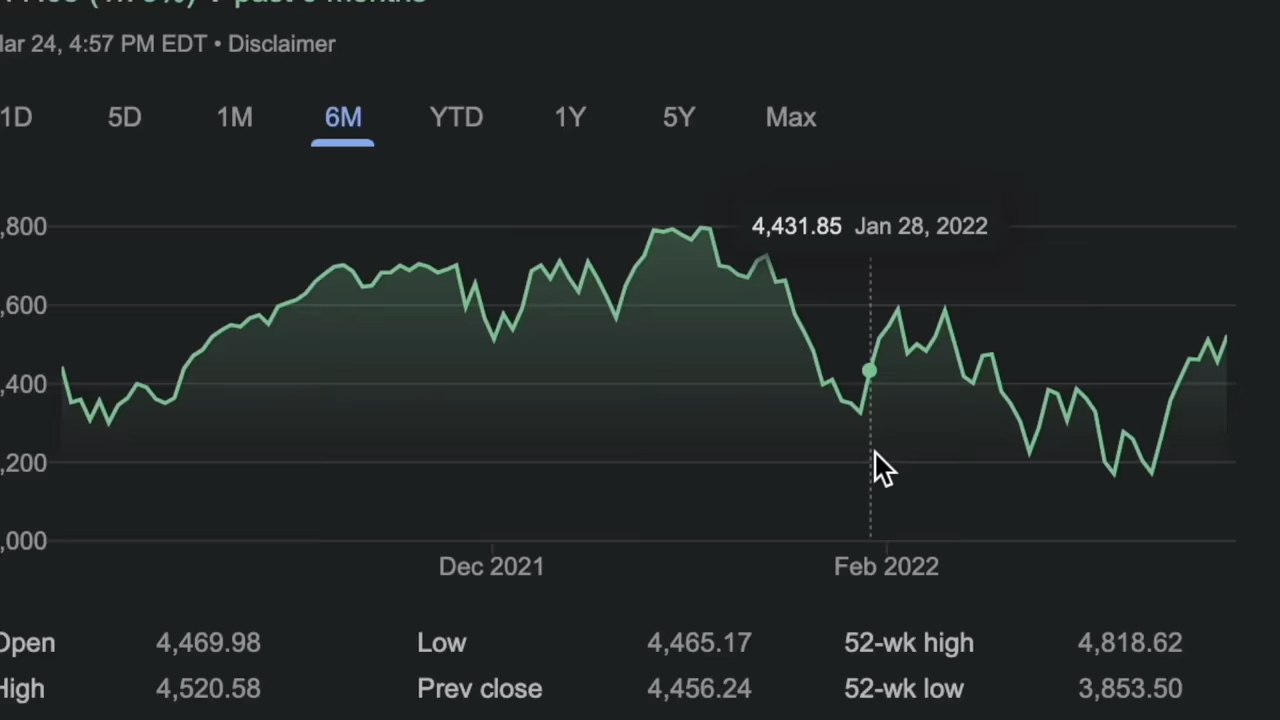 past 6 months
Mar 24, 4:57 PM EDT • Disclaimer
1D 5D 1M 6M YTD 1Y 5Y Max
4,431.85 Jan 28, 2022
,800
,600
,400
,200
,000
Dec 2021 Feb 2022
Open 4,469.98 Low 4,465.17 52-wk high 4,818.62
High 4,520.58 Prev close 4,456.24 52-wk low 3,853.50